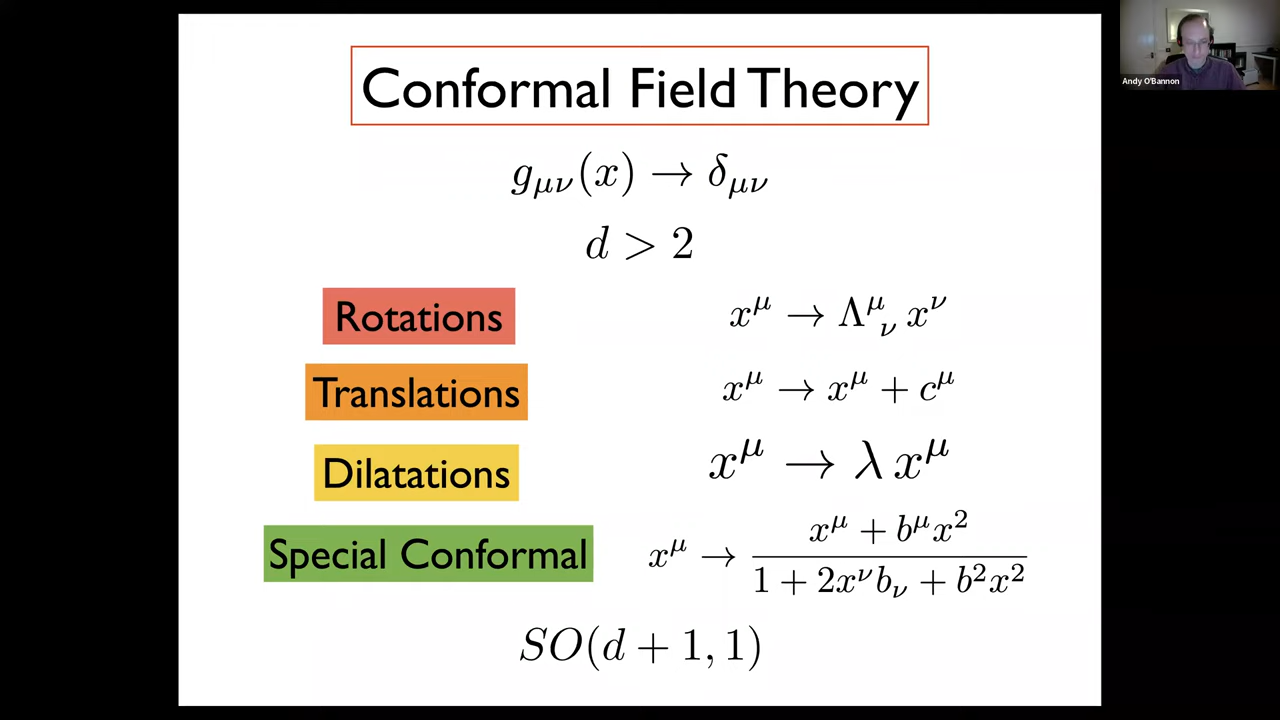 Conformal Field Theory
Andy O'Bannon
g_{μν}(x) → δ_{μν}
d > 2
Rotations x^μ → Λ^μ_ν x^ν
Translations x^μ → x^μ + c^μ
Dilatations x^μ → λ x^μ
Special Conformal x^μ → \frac{x^μ + b^μ x^2}{1 + 2x^ν b_ν + b^2 x^2}
SO(d + 1, 1)